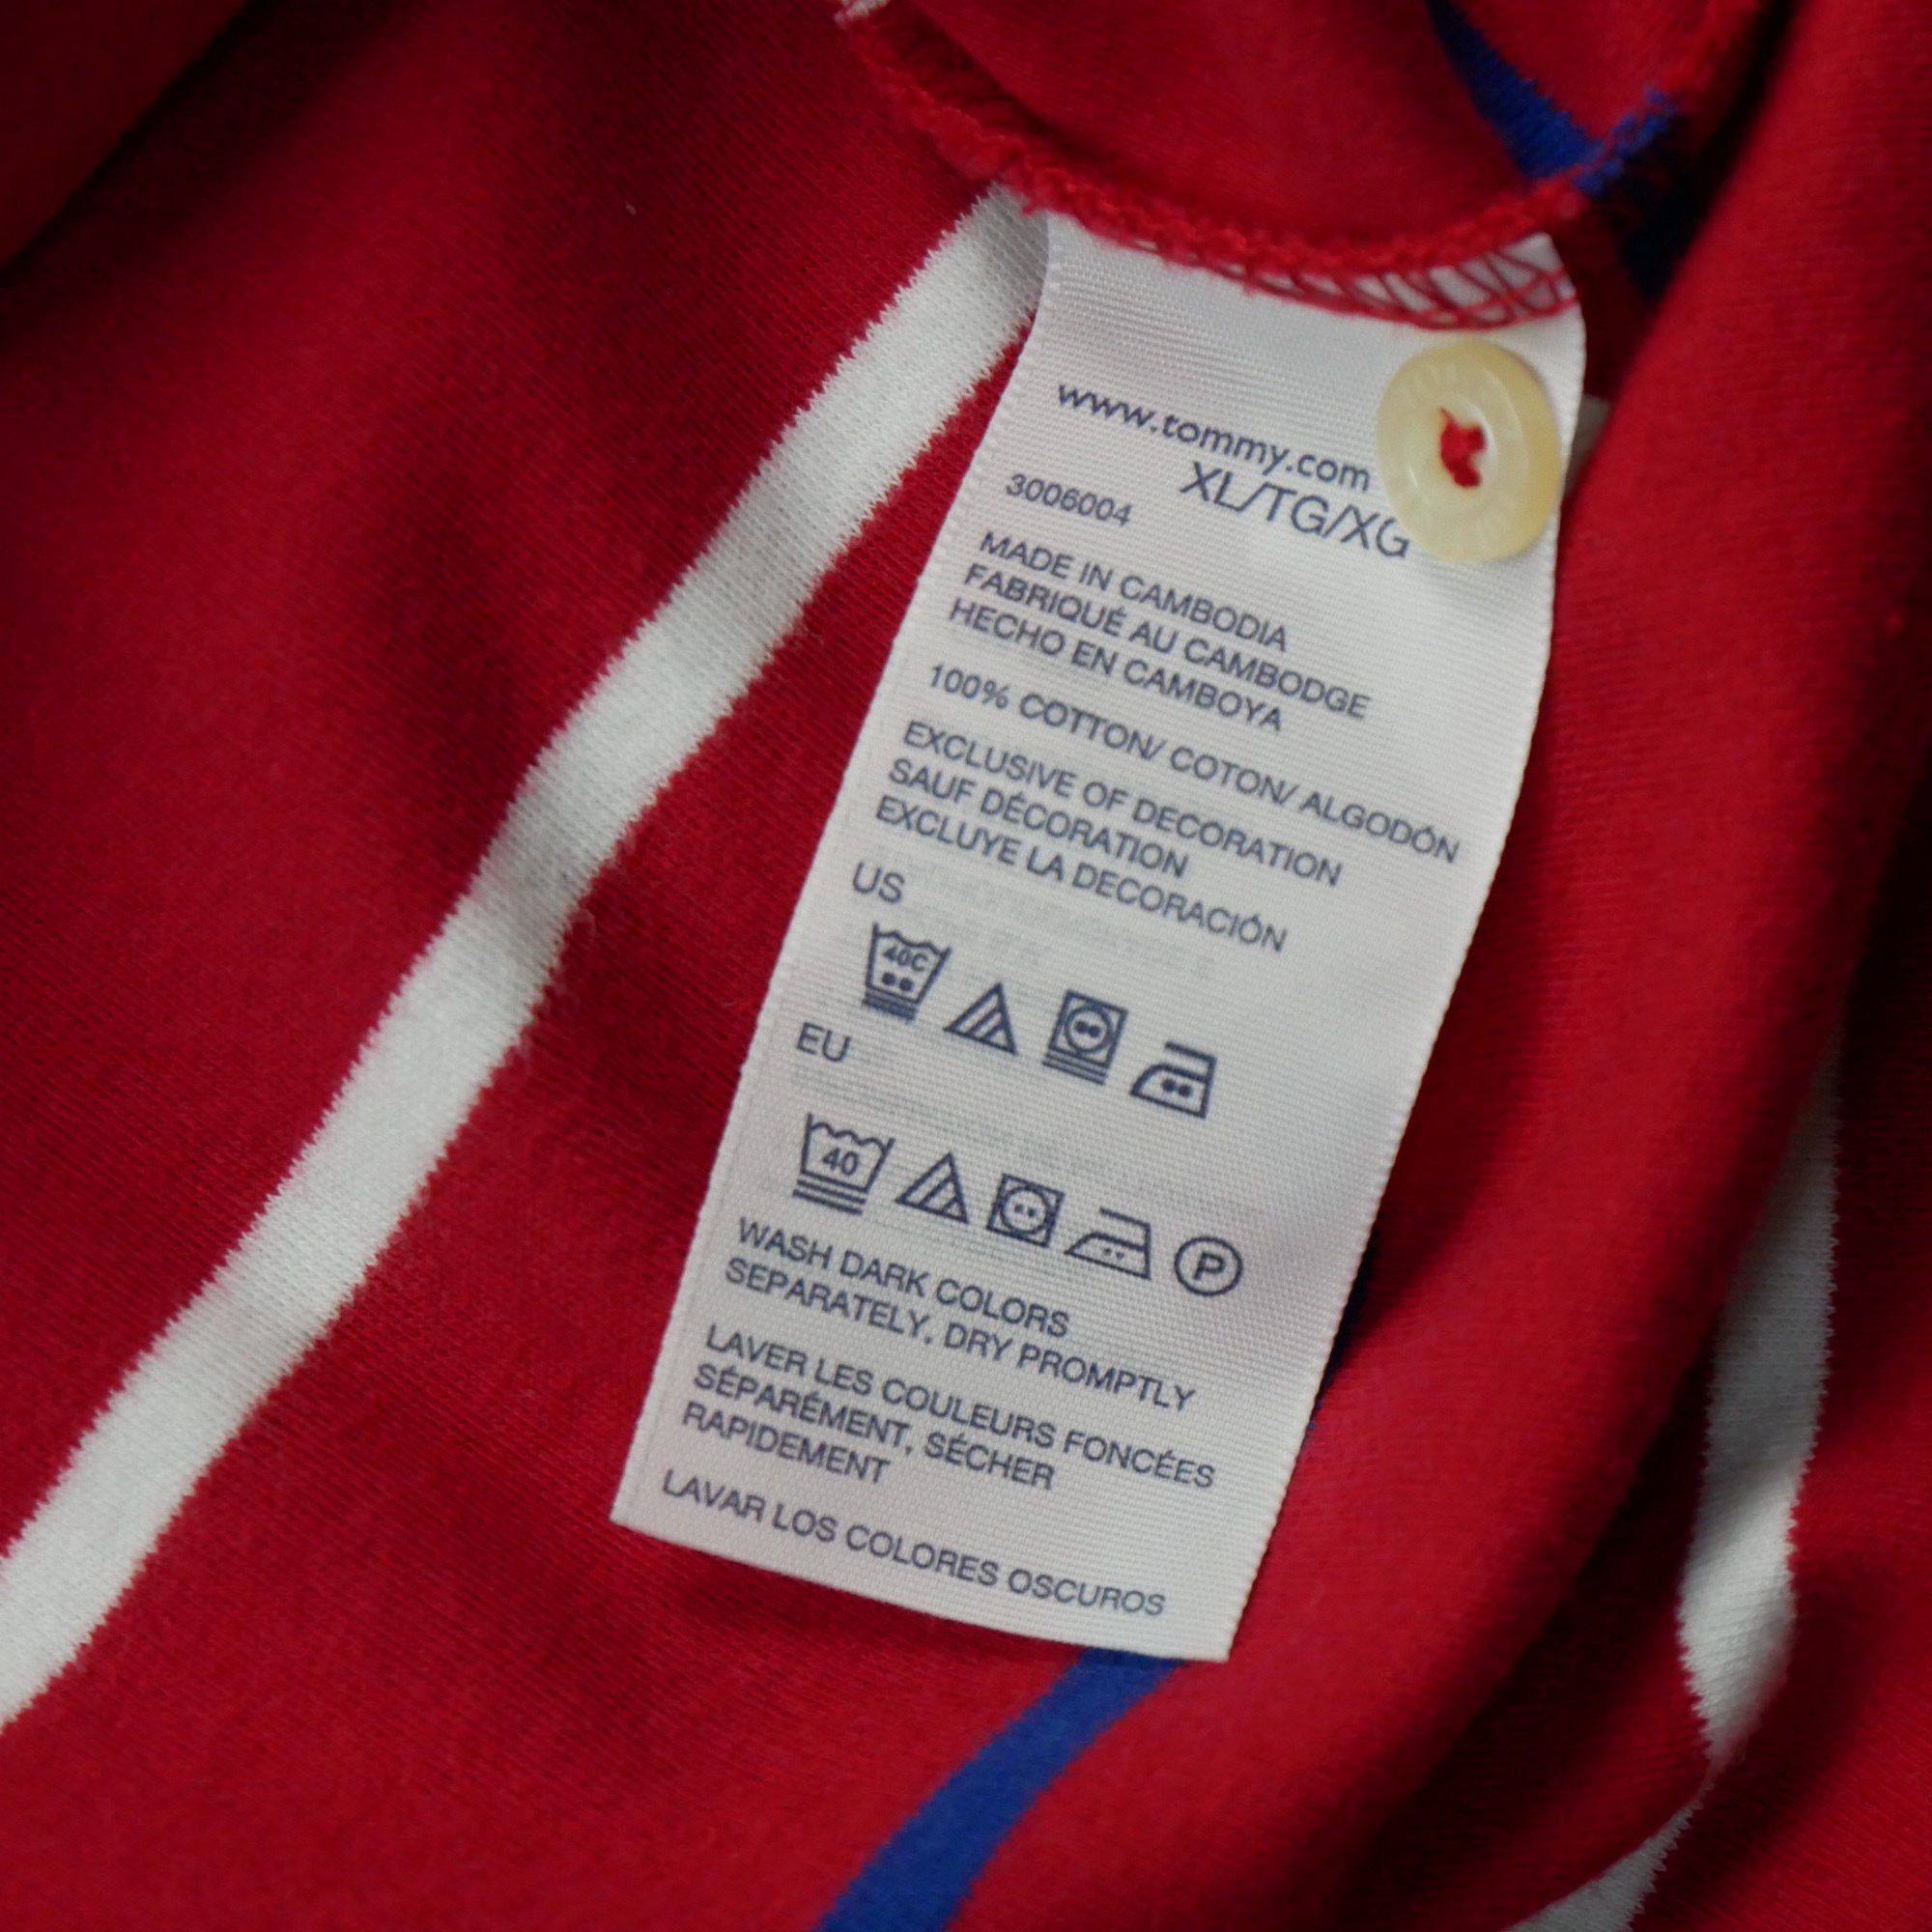 www.tommy.com
XL/TG/XG
3006004
MADE IN CAMBODIA
FABRIQUÉ AU CAMBODGE
HECHO EN CAMBOYA
100% COTTON/ COTON/ ALGODÓN
EXCLUSIVE OF DECORATION
SAUF DÉCORATION
EXCLUYE LA DECORACIÓN
US
40C
EU
40
P
WASH DARK COLORS
SEPARATELY, DRY PROMPTLY
LAVER LES COULEURS FONCÉES
SÉPARÉMENT, SÉCHER
RAPIDEMENT
LAVAR LOS COLORES OSCUROS